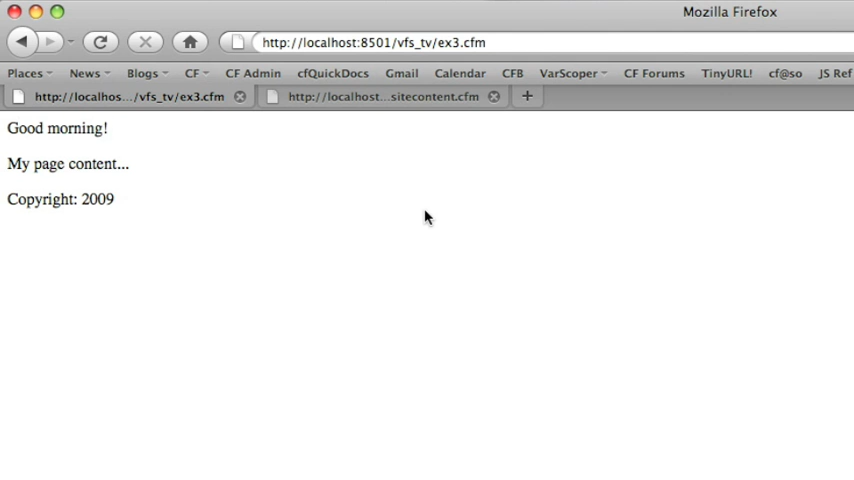 Mozilla Firefox
http://localhost:8501/vfs_tv/ex3.cfm
Places News Blogs CF CF Admin cfQuickDocs Gmail Calendar CFB VarScoper CF Forums TinyURL! cf@so JS Ref
http://localhos.../vfs_tv/ex3.cfm http://localhost...sitecontent.cfm
Good morning!
My page content...
Copyright: 2009